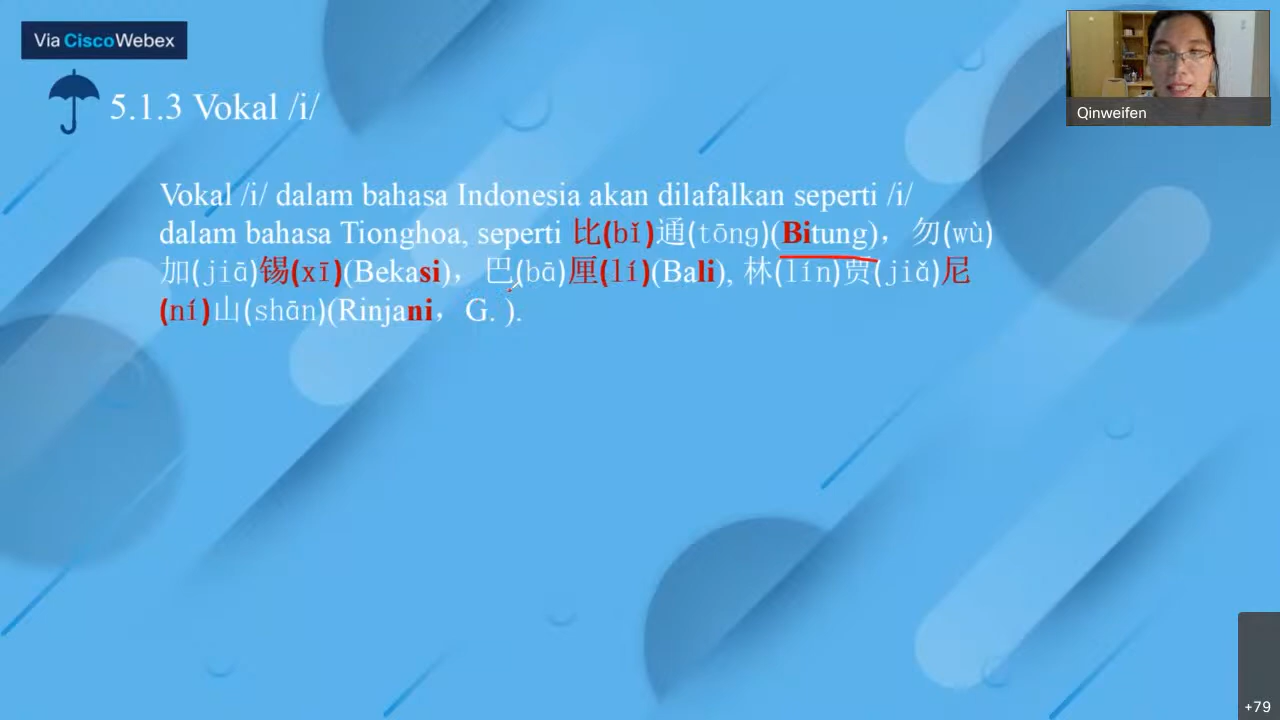 Via CiscoWebex
5.1.3 Vokal /i/
Vokal /i/ dalam bahasa Indonesia akan dilafalkan seperti /i/
dalam bahasa Tionghoa, seperti 比(bǐ)通(tōng)(Bitung)，勿(wù)
加(jiā)锡(xī)(Bekasi)，巴(bā)厘(lí)(Bali), 林(lín)贾(jiǎ)尼
(ní)山(shān)(Rinjani，G. ).
Qinweifen
+79